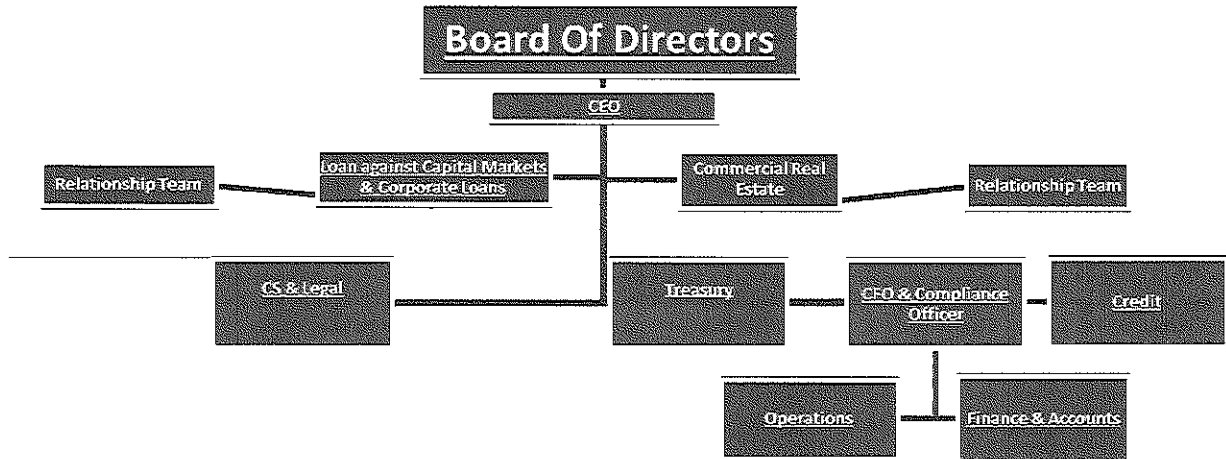 Board Of Directors
CEO
Relationship Team
Loan against Capital Markets
& Corporate Loans
Commercial Real
Estate
Relationship Team
CS & Legal
Treasury
CFO & Compliance
Officer
Credit
Operations
Finance & Accounts